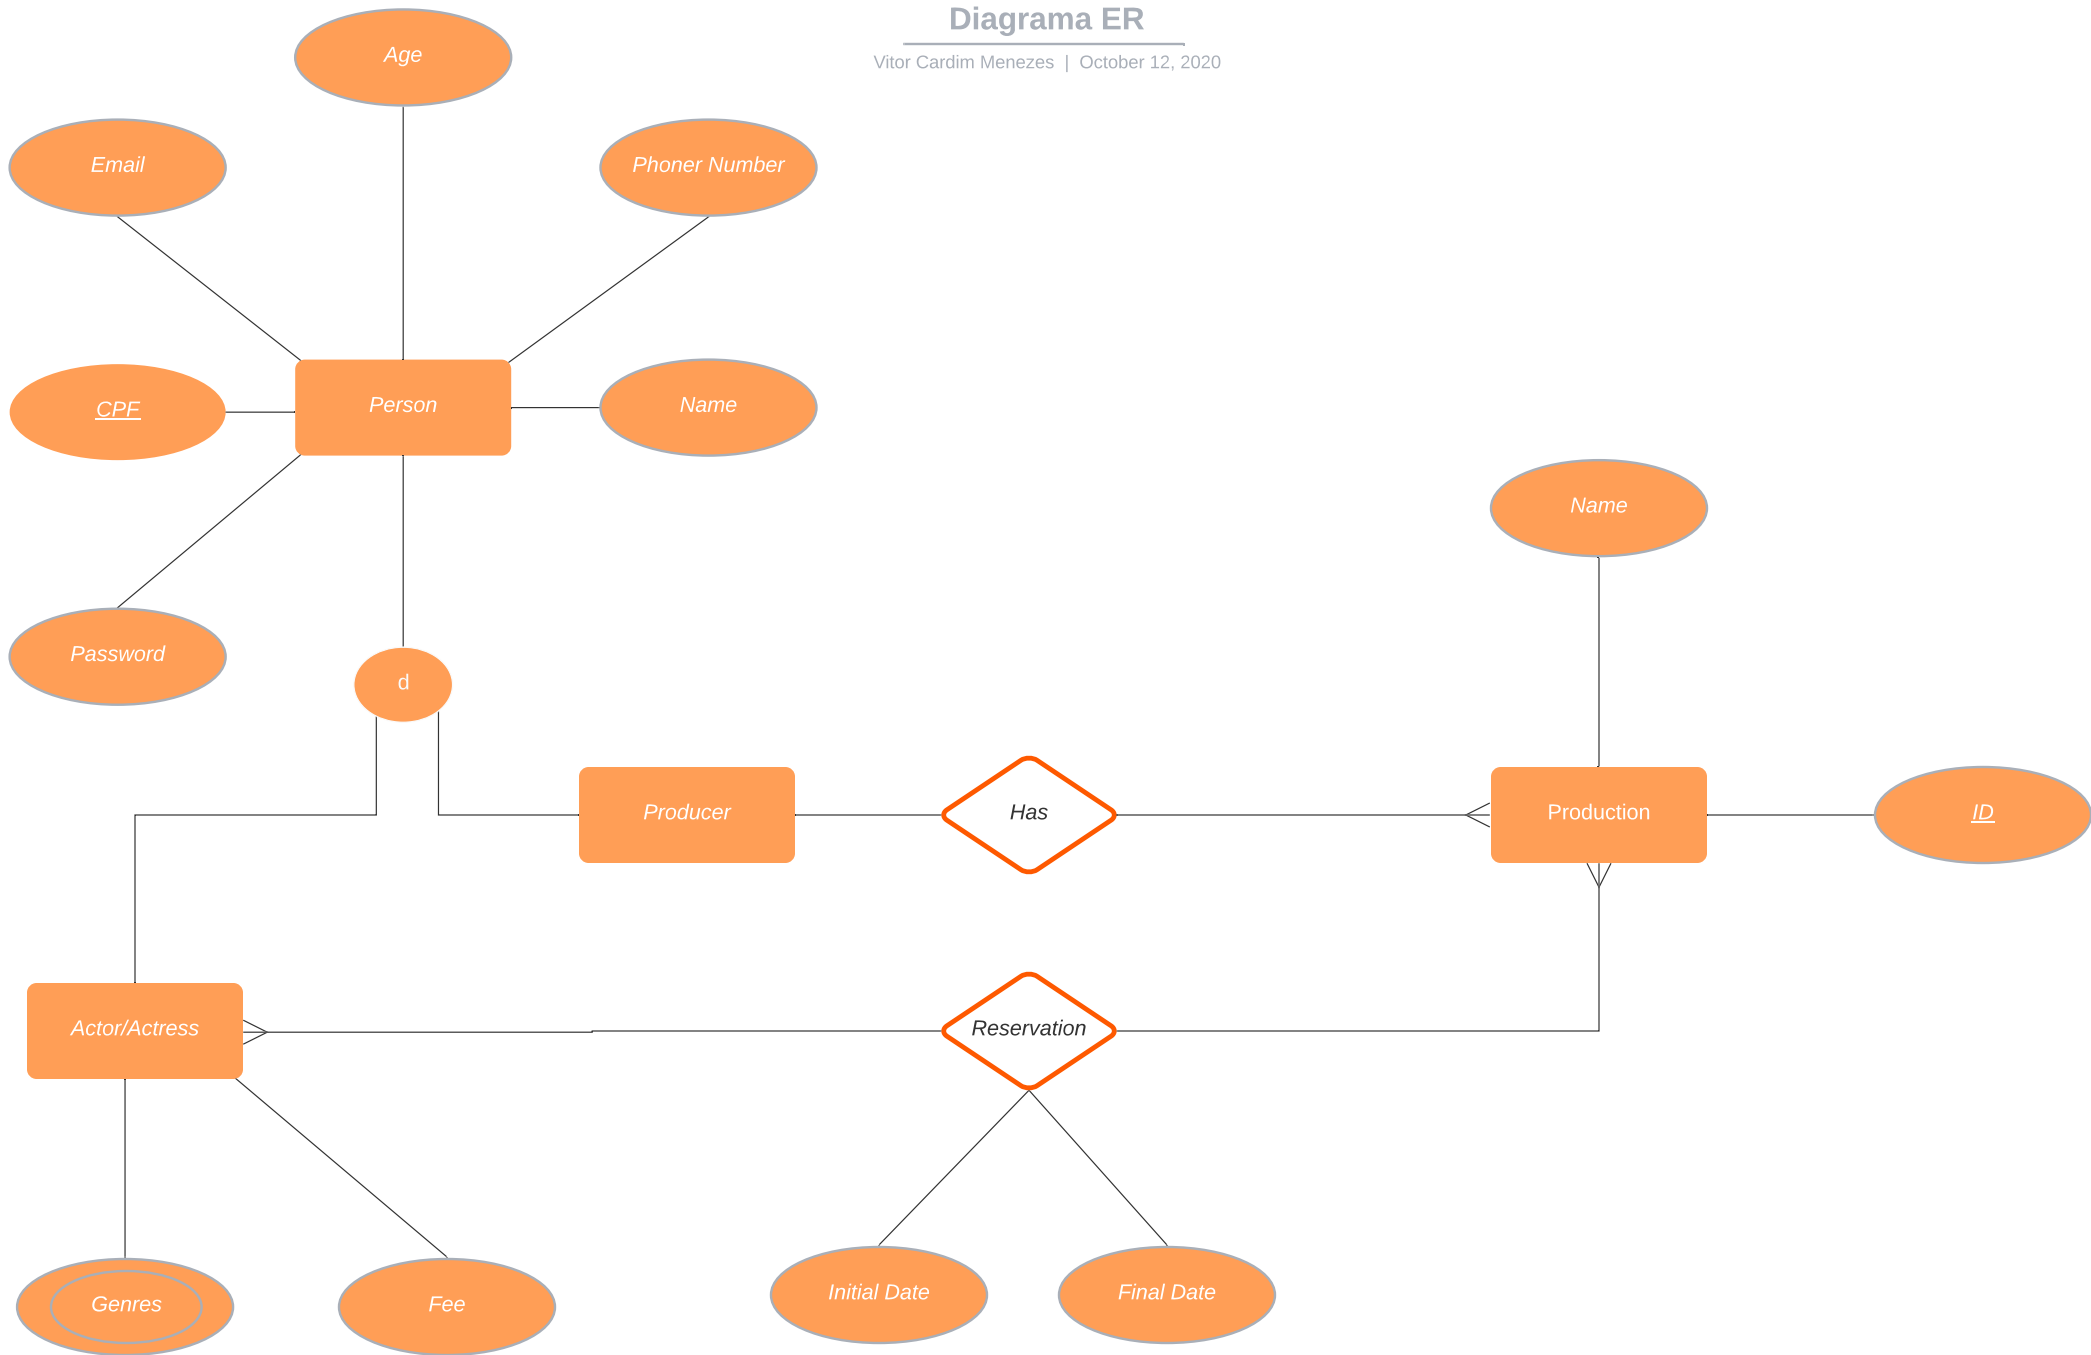 Diagrama ER
Vitor Cardim Menezes | October 12, 2020
Age
Email
Phoner Number
CPF
Person
Name
Name
Password
d
Producer
Has
Production
ID
Actor/Actress
Reservation
Genres
Fee
Initial Date
Final Date